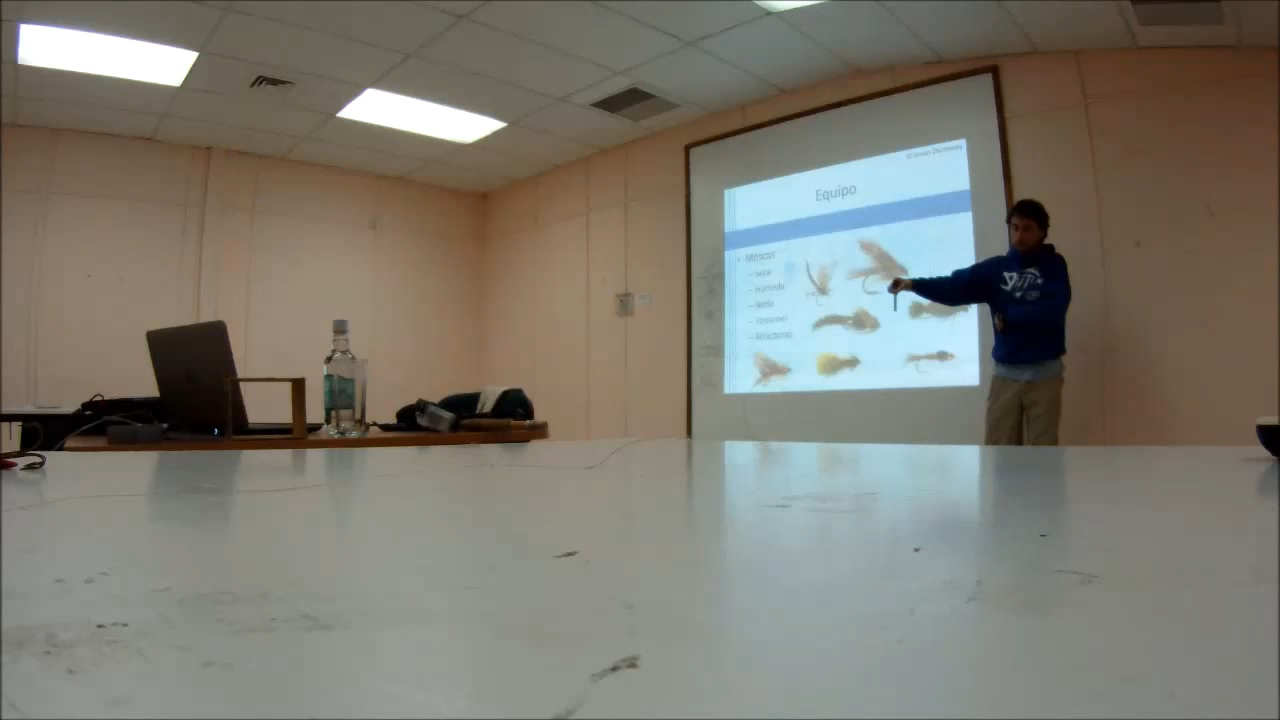 Equipo
• Moscas
– Seca
– Húmeda
– Ninfa
– Streamer
– Atractoras